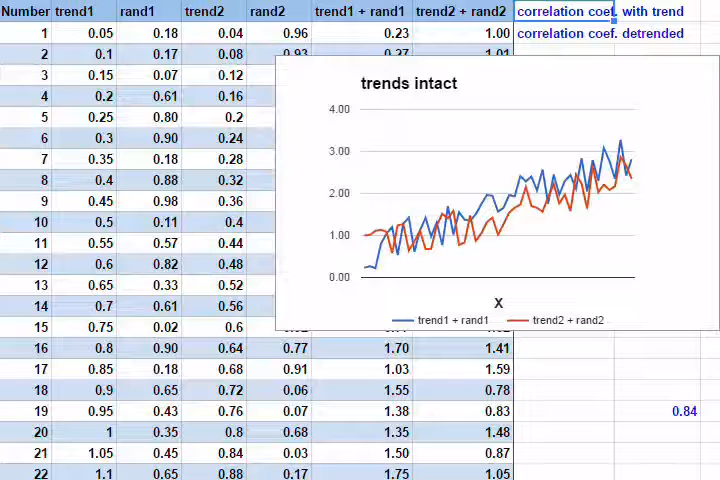 Number trend1 rand1 trend2 rand2 trend1 + rand1 trend2 + rand2 correlation coef. with trend
1 0.05 0.18 0.04 0.96 0.23 1.00 correlation coef. detrended
2 0.1 0.17 0.08 0.93 0.27 1.01
3 0.15 0.07 0.12
trends intact
4 0.2 0.61 0.16
4.00
5 0.25 0.80 0.2
6 0.3 0.90 0.24
3.00
7 0.35 0.18 0.28
8 0.4 0.88 0.32
2.00
9 0.45 0.98 0.36
10 0.5 0.11 0.4
1.00
11 0.55 0.57 0.44
12 0.6 0.82 0.48
0.00
13 0.65 0.33 0.52
X
14 0.7 0.61 0.56
trend1 + rand1 trend2 + rand2
15 0.75 0.02 0.6
16 0.8 0.90 0.64 0.77 1.70 1.41
17 0.85 0.18 0.68 0.91 1.03 1.59
18 0.9 0.65 0.72 0.06 1.55 0.78
19 0.95 0.43 0.76 0.07 1.38 0.83 0.84
20 1 0.35 0.8 0.68 1.35 1.48
21 1.05 0.45 0.84 0.03 1.50 0.87
22 1.1 0.65 0.88 0.17 1.75 1.05